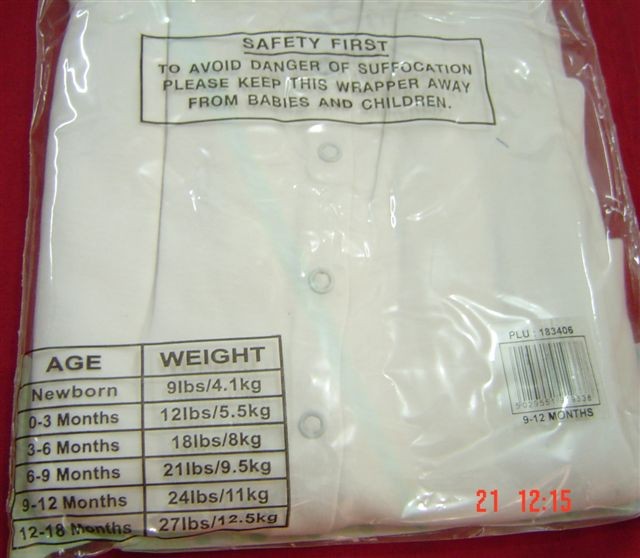 SAFETY FIRST
TO AVOID DANGER OF SUFFOCATION
PLEASE KEEP THIS WRAPPER AWAY
FROM BABIES AND CHILDREN.
PLU : 183406
9-12 MONTHS
AGE WEIGHT
Newborn 9lbs/4.1kg
0-3 Months 12lbs/5.5kg
3-6 Months 18lbs/8kg
6-9 Months 21lbs/9.5kg
9-12 Months 24lbs/11kg
12-18 Months 27lbs/12.5kg
21 12:15